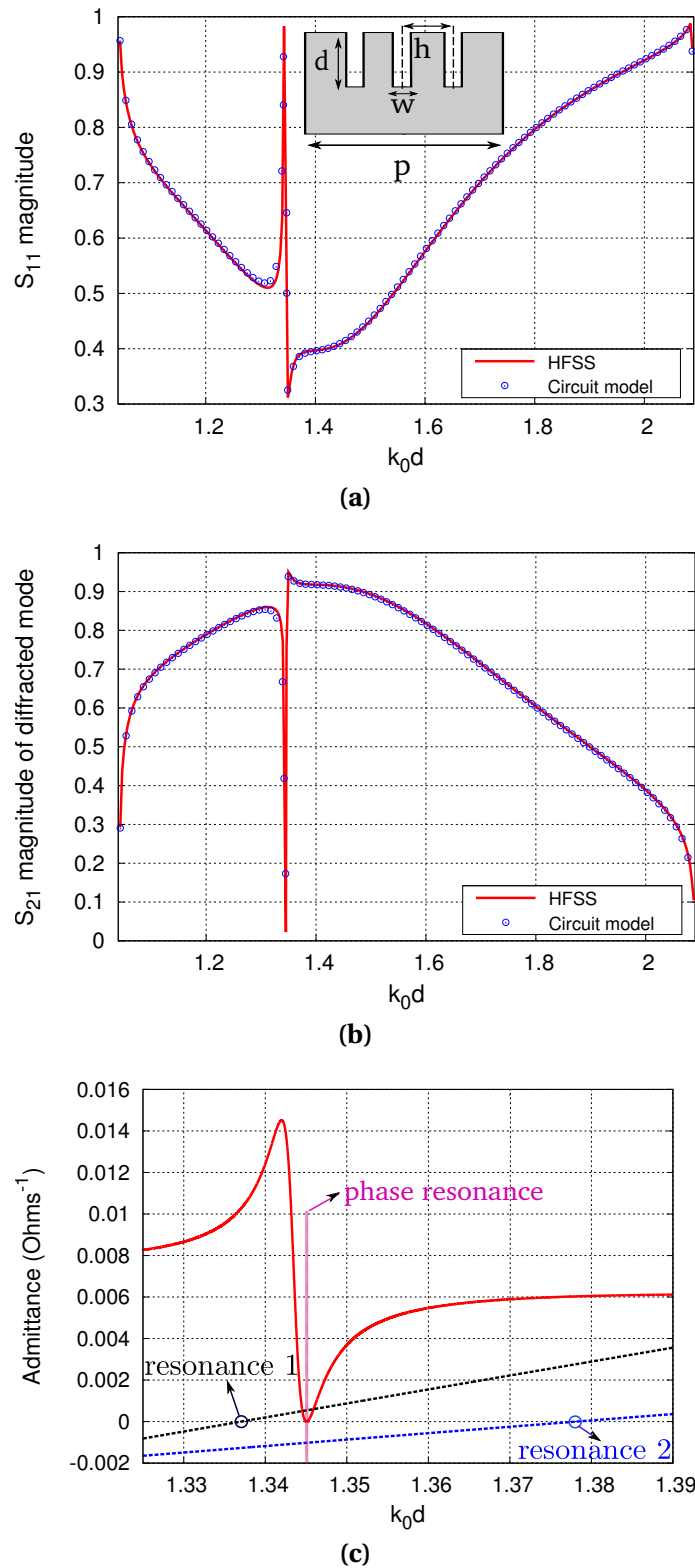 1
0.9
0.8
0.7
0.6
0.5
0.4
0.3
S11 magnitude
d
h
w
p
HFSS
Circuit model
1.2 1.4 1.6 1.8 2
k0d
(a)
1
0.9
0.8
0.7
0.6
0.5
0.4
0.3
0.2
0.1
0
S21 magnitude of diffracted mode
HFSS
Circuit model
1.2 1.4 1.6 1.8 2
k0d
(b)
0.016
0.014
0.012
0.01
0.008
0.006
0.004
0.002
0
-0.002
Admittance (Ohms-1)
phase resonance
resonance 1
resonance 2
1.33 1.34 1.35 1.36 1.37 1.38 1.39
k0d
(c)